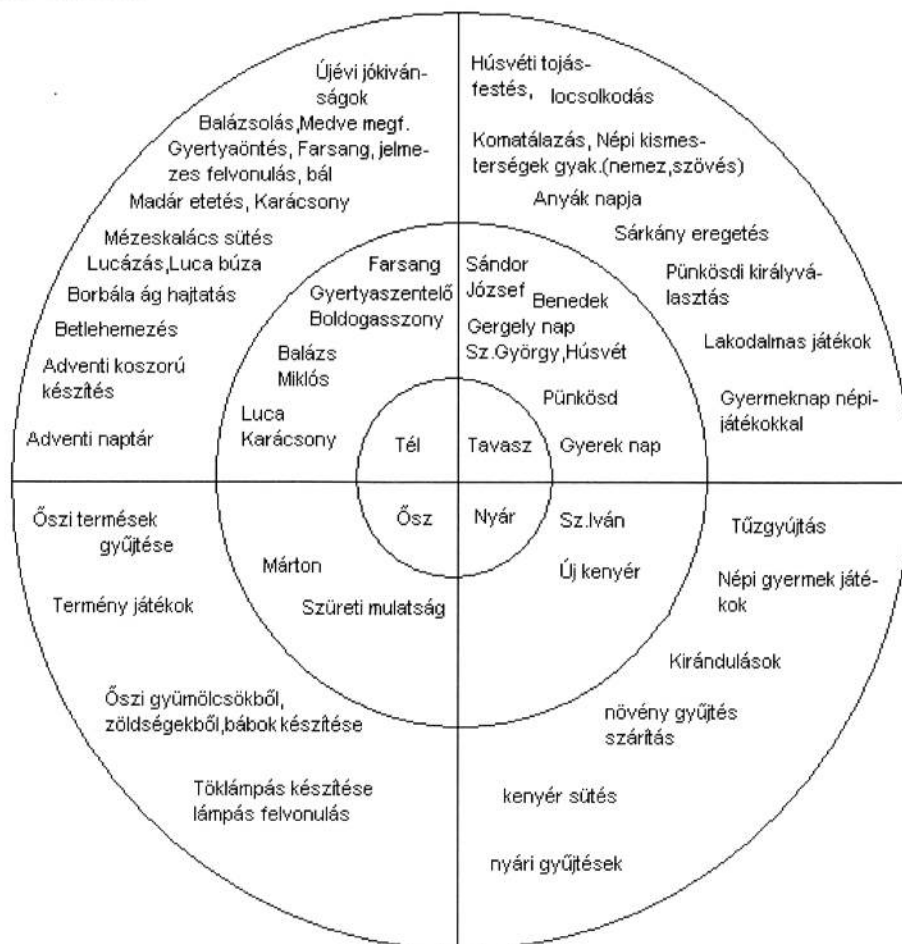 Újévi jókiván-
ságok
Balázsolás,Medve megf.
Gyertyaöntés, Farsang, jelme-
zes felvonulás, bál
Madár etetés, Karácsony
Mézeskalács sütés
Lucázás,Luca búza
Borbála ág hajtatás
Betlehemezés
Adventi koszorú
készítés
Adventi naptár
Farsang
Gyertyaszentelő
Boldogasszony
Balázs
Miklós
Luca
Karácsony
Tél
Húsvéti tojás-
festés, locsolkodás
Komatálazás, Népi kismes-
terségek gyak.(nemez,szövés)
Anyák napja
Sárkány eregetés
Pünkösdi királyvá-
lasztás
Lakodalmas játékok
Gyermeknap népi-
játékokkal
Sándor
József
Benedek
Gergely nap
Sz.György,Húsvét
Pünkösd
Gyerek nap
Tavasz
Ősz
Márton
Szüreti mulatság
Őszi termések
gyűjtése
Termény játékok
Őszi gyümölcsökből,
zöldségekből,bábok készítése
Töklámpás készítése
lámpás felvonulás
Nyár
Sz.Iván
Új kenyér
Tűzgyújtás
Népi gyermek játé-
kok
Kirándulások
növény gyűjtés
szárítás
kenyér sütés
nyári gyűjtések